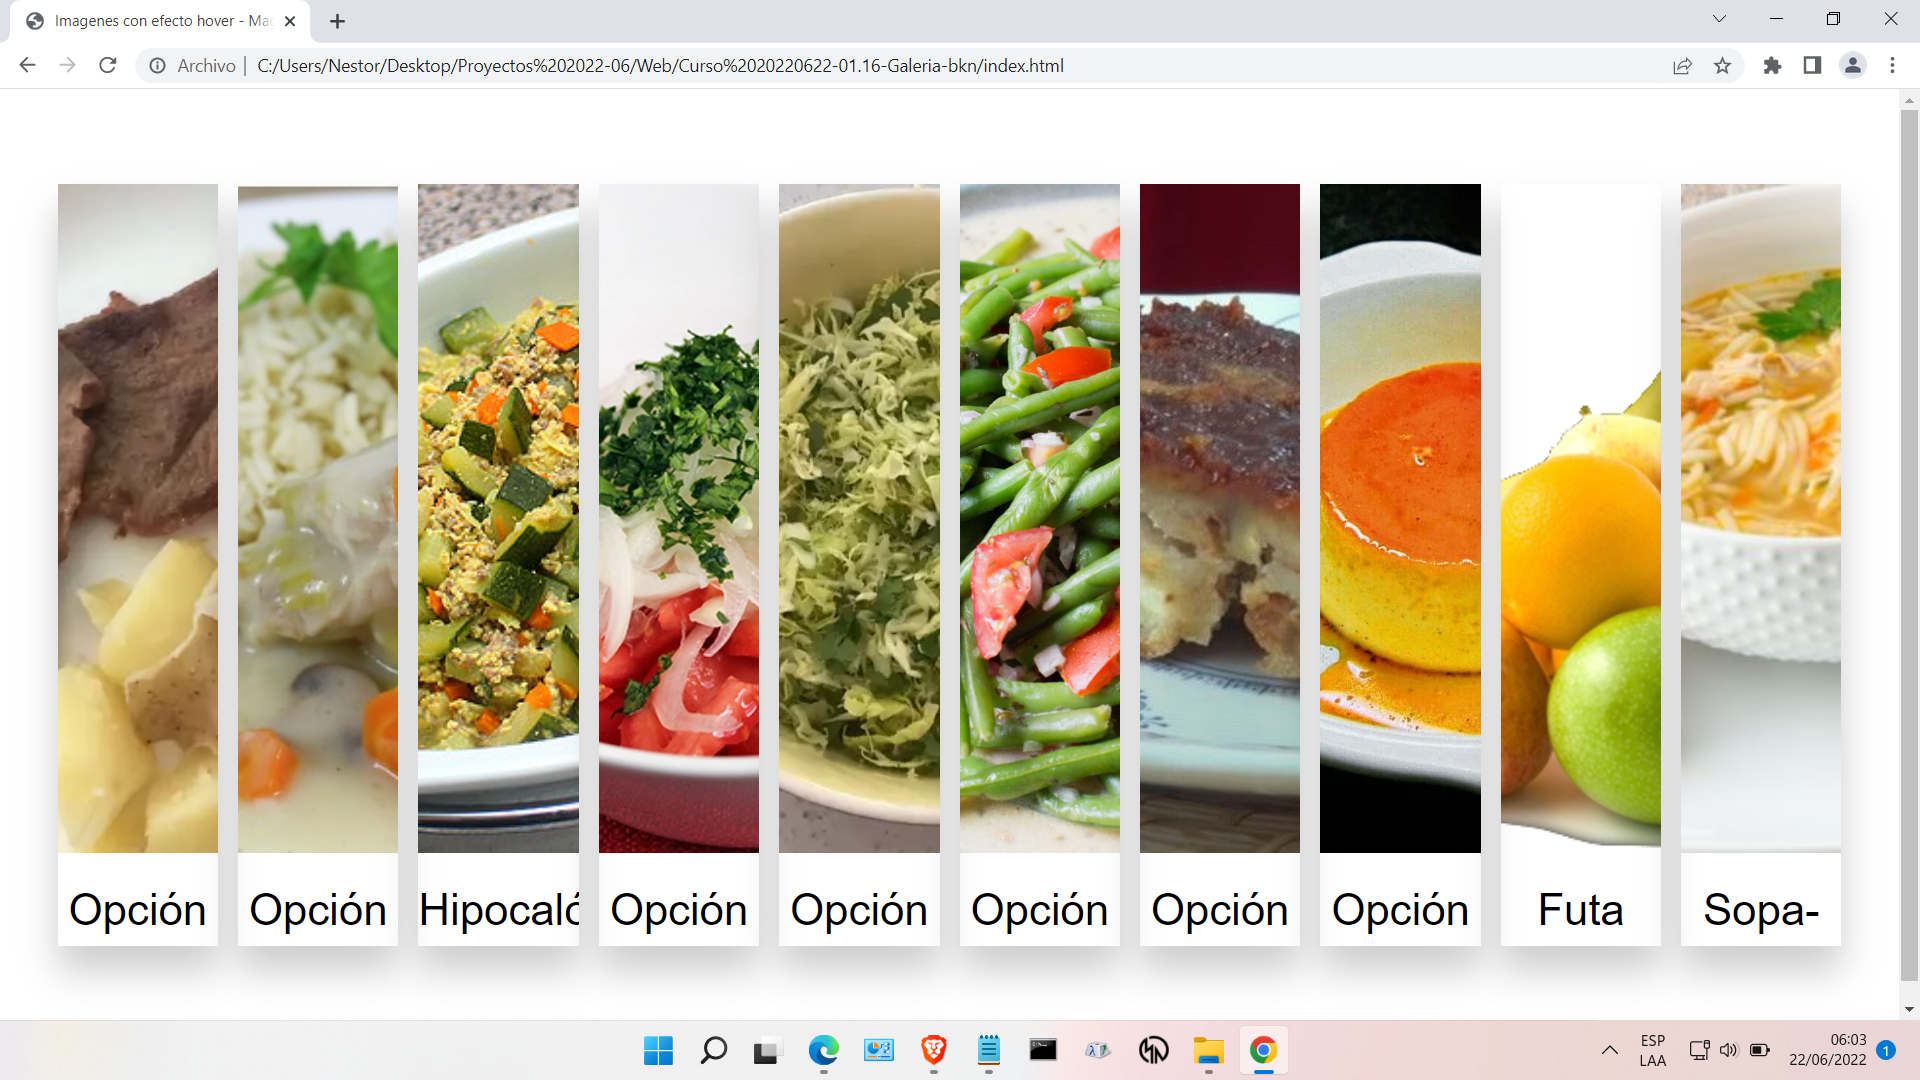 Imagenes con efecto hover - Ma
Archivo | C:/Users/Nestor/Desktop/Proyectos%202022-06/Web/Curso%2020220622-01.16-Galeria-bkn/index.html
Opción Opción Hipocaló Opción Opción Opción Opción Opción Futa Sopa-
ESP
LAA
06:03
22/06/2022
1